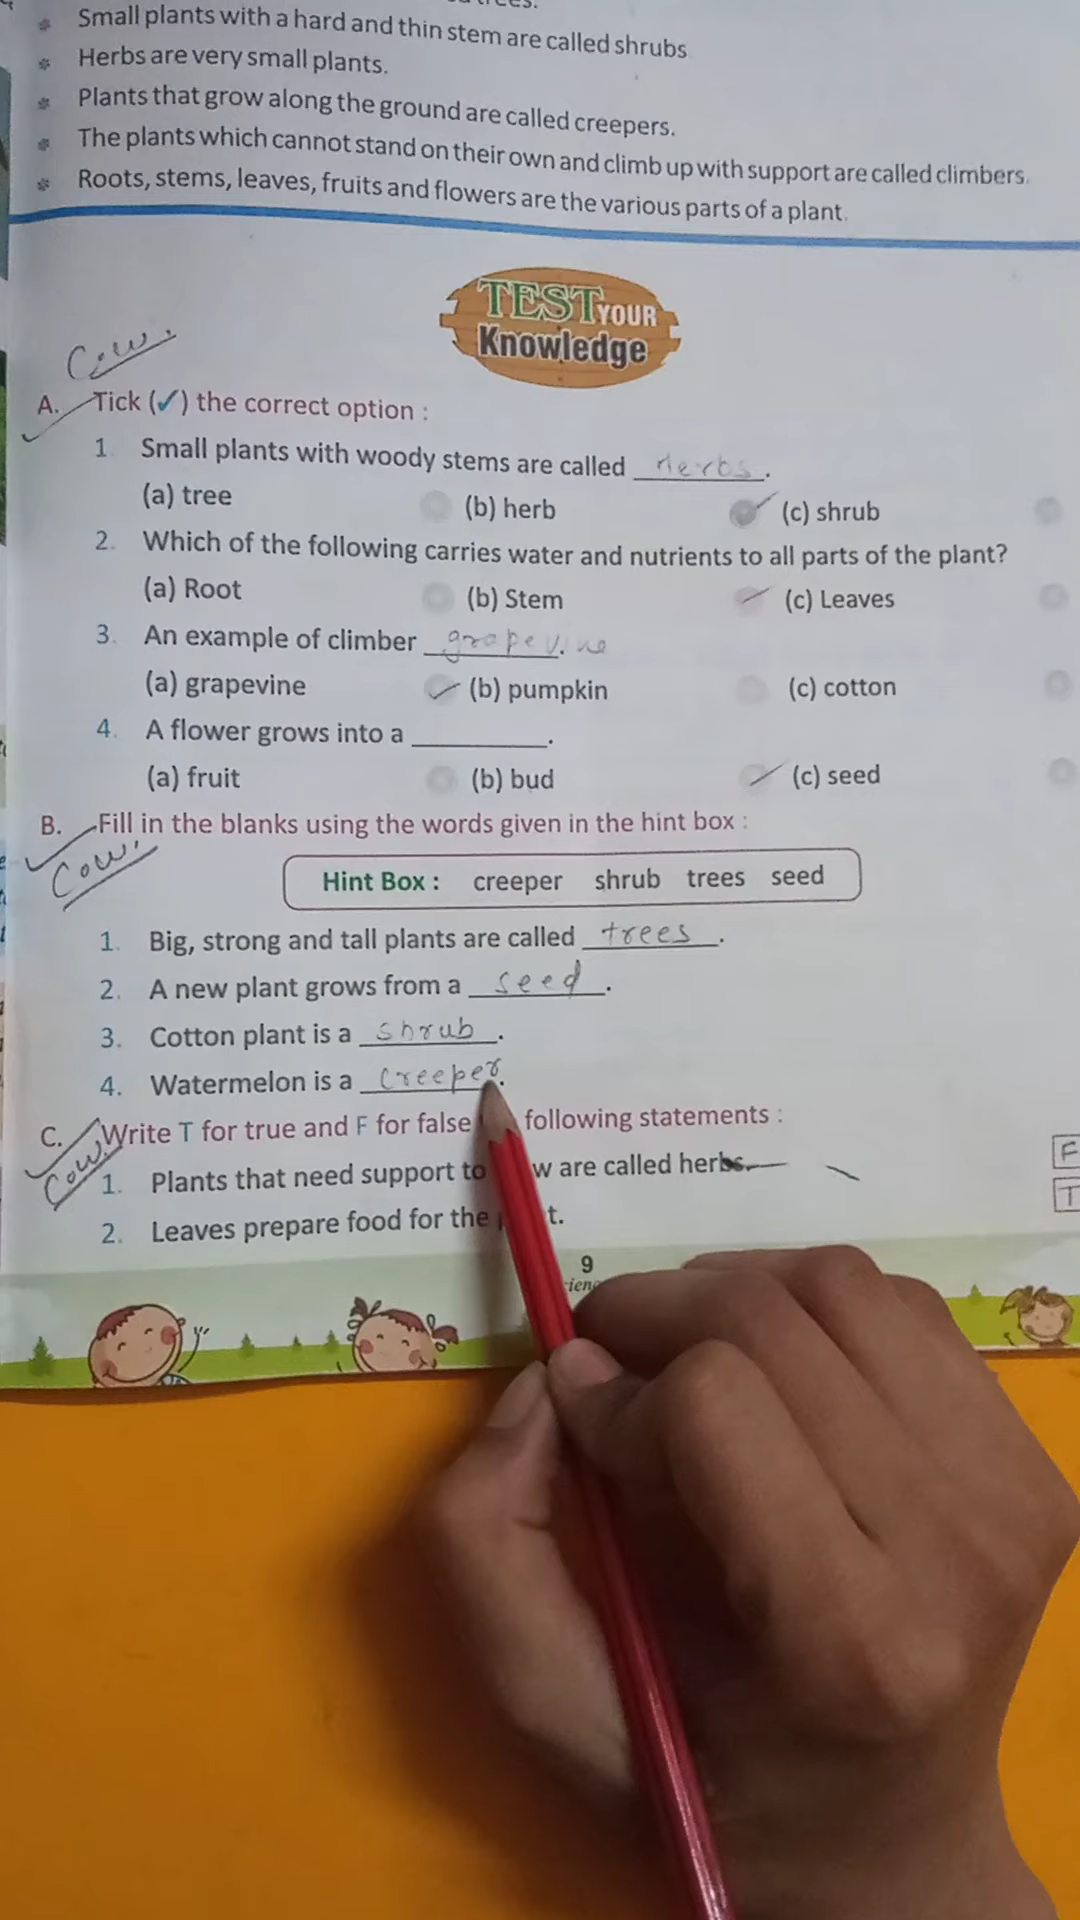 Small plants with a hard and thin stem are called shrubs
Herbs are very small plants.
Plants that grow along the ground are called creepers.
The plants which cannot stand on their own and climb up with support are called climbers.
Roots, stems, leaves, fruits and flowers are the various parts of a plant.
TEST YOUR
Knowledge
C.W.
A. Tick (✓) the correct option :
1. Small plants with woody stems are called herbs.
(a) tree (b) herb (c) shrub
2. Which of the following carries water and nutrients to all parts of the plant?
(a) Root (b) Stem (c) Leaves
3. An example of climber grapevine.
(a) grapevine (b) pumpkin (c) cotton
4. A flower grows into a ________.
(a) fruit (b) bud (c) seed
B. Fill in the blanks using the words given in the hint box :
C.W.
Hint Box : creeper shrub trees seed
1. Big, strong and tall plants are called trees.
2. A new plant grows from a seed.
3. Cotton plant is a shrub.
4. Watermelon is a creeper.
C. Write T for true and F for false following statements :
C.W.
1. Plants that need support to are called herbs. F
2. Leaves prepare food for the T
9